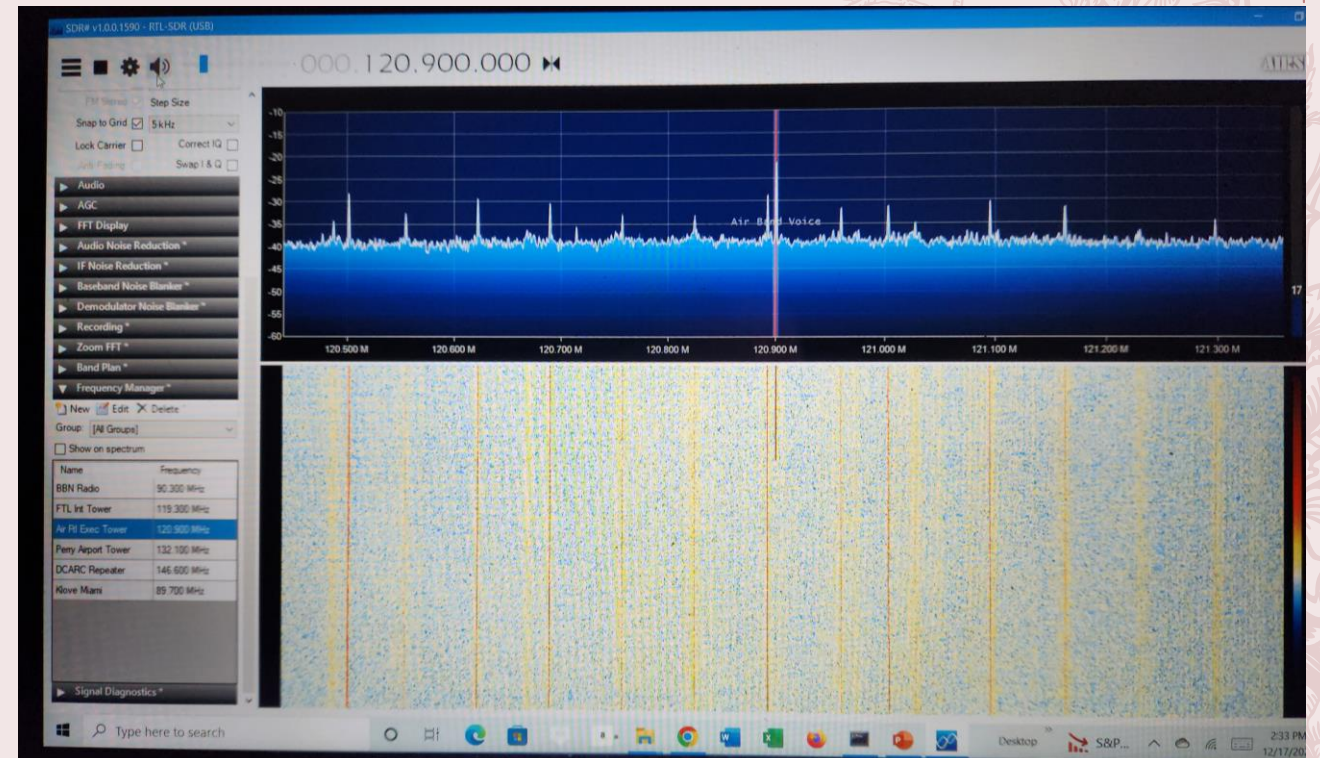 SDR# v1.0.0.1590 - RTL-SDR (USB)
000.120.900.000
FM Stereo Step Size
Snap to Grid 5 kHz
Lock Carrier Correct IQ
Anti-Fading Swap I & Q
Audio
AGC
FFT Display
Audio Noise Reduction *
IF Noise Reduction *
Baseband Noise Blanker *
Demodulator Noise Blanker *
Recording *
Zoom FFT *
Band Plan *
Frequency Manager *
New Edit Delete
Group: [All Groups]
Show on spectrum
Name Frequency
BBN Radio 90.300 MHz
FTL Int Tower 119.300 MHz
Exec Tower 120.900 MHz
Perry Airport Tower 132.100 MHz
DCARC Repeater 146.600 MHz
Klove Miami 89.700 MHz
Signal Diagnostics *
-10
-15
-20
-25
-30
-35
-40
-45
-50
-55
-60
Air Band Voice
17
120.500 M 120.600 M 120.700 M 120.800 M 120.900 M 121.000 M 121.100 M 121.200 M 121.300 M
Type here to search
Desktop
S&P...
2:33 PM
12/17/20